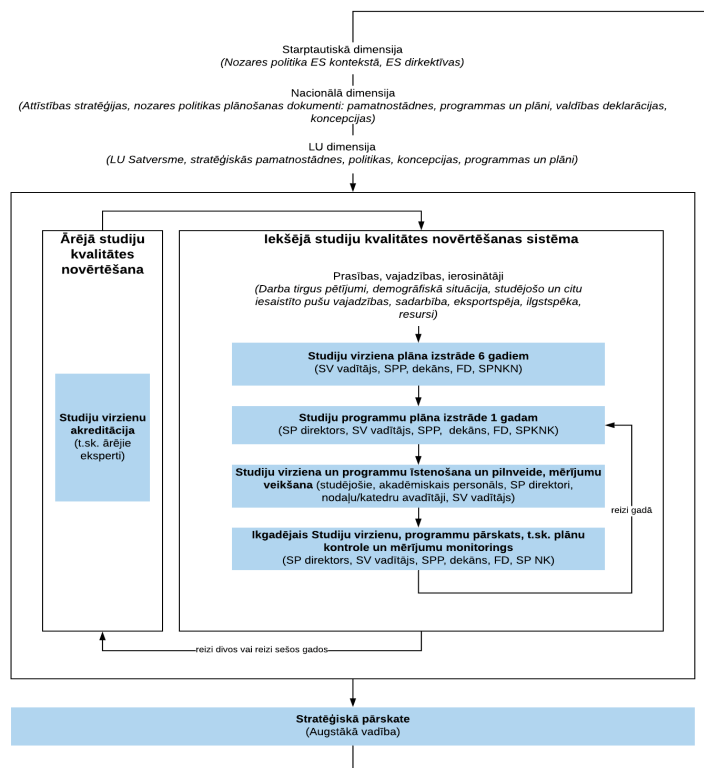 Starptautiskā dimensija
(Nozares politika ES kontekstā, ES dirkektīvas)
Nacionālā dimensija
(Attīstības stratēģijas, nozares politikas plānošanas dokumenti: pamatnostādnes, programmas un plāni, valdības deklarācijas,
koncepcijas)
LU dimensija
(LU Satversme, stratēģiskās pamatnostādnes, politikas, koncepcijas, programmas un plāni)
Ārējā studiju
kvalitātes
novērtēšana
Studiju virzienu
akreditācija
(t.sk. ārējie
eksperti)
Iekšējā studiju kvalitātes novērtēšanas sistēma
Prasības, vajadzības, ierosinātāji
(Darba tirgus pētījumi, demogrāfiskā situācija, studējošo un citu
iesaistīto pušu vajadzības, sadarbība, eksportspēja, ilgstspēka,
resursi)
Studiju virziena plāna izstrāde 6 gadiem
(SV vadītājs, SPP, dekāns, FD, SPNKN)
Studiju programmu plāna izstrāde 1 gadam
(SP direktors, SV vadītājs, SPP, dekāns, FD, SPKNK)
Studiju virziena un programmu īstenošana un pilnveide, mērījumu
veikšana (studējošie, akadēmiskais personāls, SP direktori,
nodaļu/katedru avadītāji, SV vadītājs)
reizi gadā
Ikgadējais Studiju virzienu, programmu pārskats, t.sk. plānu
kontrole un mērījumu monitorings
(SP direktors, SV vadītājs, SPP, dekāns, FD, SP NK)
reizi divos vai reizi sešos gados
Stratēģiskā pārskate
(Augstākā vadība)